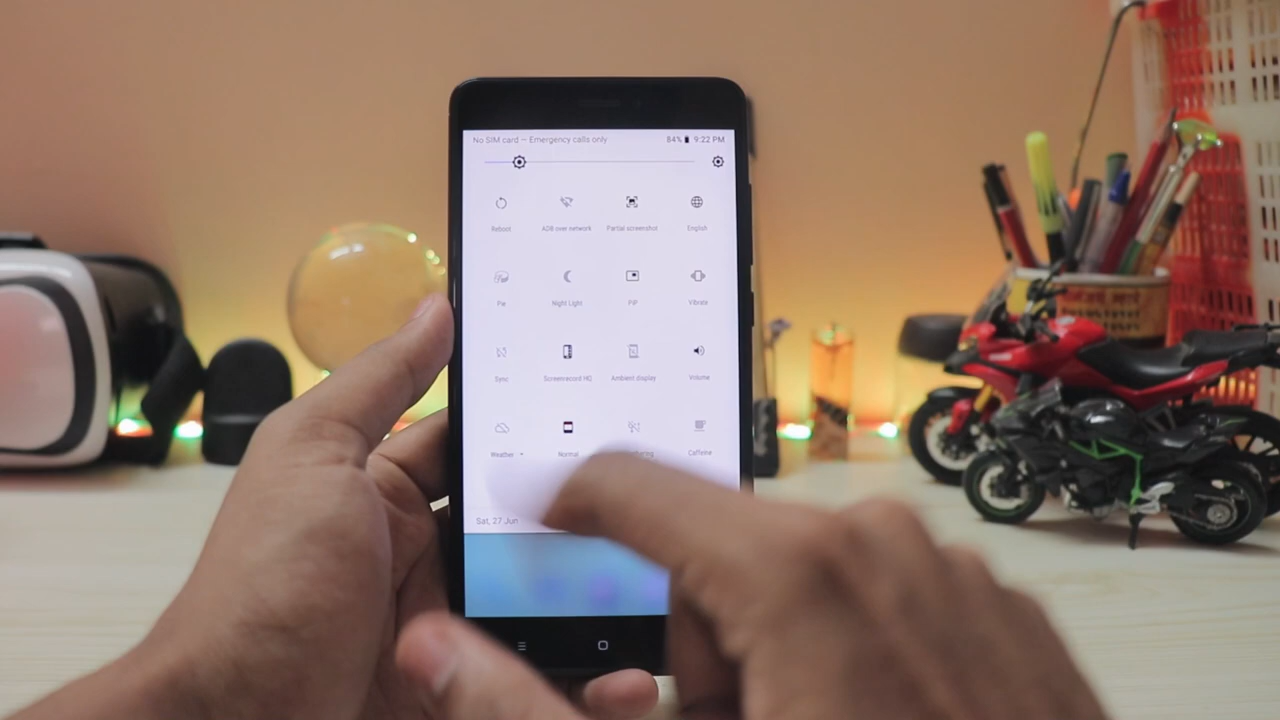 No SIM card — Emergency calls only 84% 9:22 PM
Reboot ADB over network Partial screenshot English
Pie Night Light PIP Vibrate
Sync Screenrecord HQ Ambient display Volume
Weather Normal Caffeine
Sat, 27 Jun